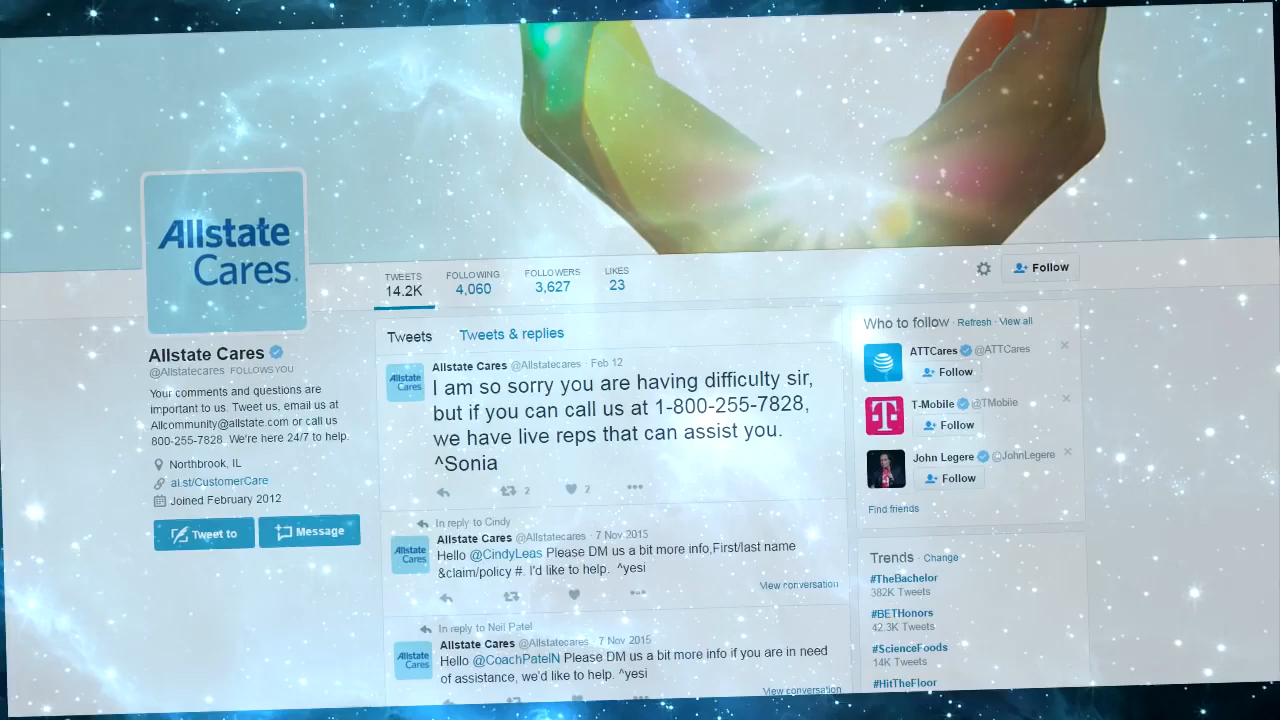 Allstate
Cares.
TWEETS
14.2K
FOLLOWING
4,060
FOLLOWERS
3,627
LIKES
23
Follow
Allstate Cares
@Allstatecares FOLLOWS YOU
Your comments and questions are
important to us. Tweet us, email us at
Allcommunity@allstate.com or call us
800-255-7828. We're here 24/7 to help.
Northbrook, IL
al.st/CustomerCare
Joined February 2012
Tweet to
Message
Tweets Tweets & replies
Allstate Cares
Allstate Cares @Allstatecares · Feb 12
I am so sorry you are having difficulty sir,
but if you can call us at 1-800-255-7828,
we have live reps that can assist you.
^Sonia
2 2
In reply to Cindy
Allstate Cares
Allstate Cares @Allstatecares · 7 Nov 2015
Hello @CindyLeas Please DM us a bit more info,First/last name
&claim/policy #. I'd like to help. ^yesi
View conversation
In reply to Neil Patel
Allstate Cares
Allstate Cares @Allstatecares · 7 Nov 2015
Hello @CoachPatelN Please DM us a bit more info if you are in need
of assistance, we'd like to help. ^yesi
View conversation
Who to follow · Refresh · View all
ATTCares @ATTCares
Follow
T-Mobile @TMobile
Follow
John Legere @JohnLegere
Follow
Find friends
Trends · Change
#TheBachelor
382K Tweets
#BETHonors
42.3K Tweets
#ScienceFoods
14K Tweets
#HitTheFloor